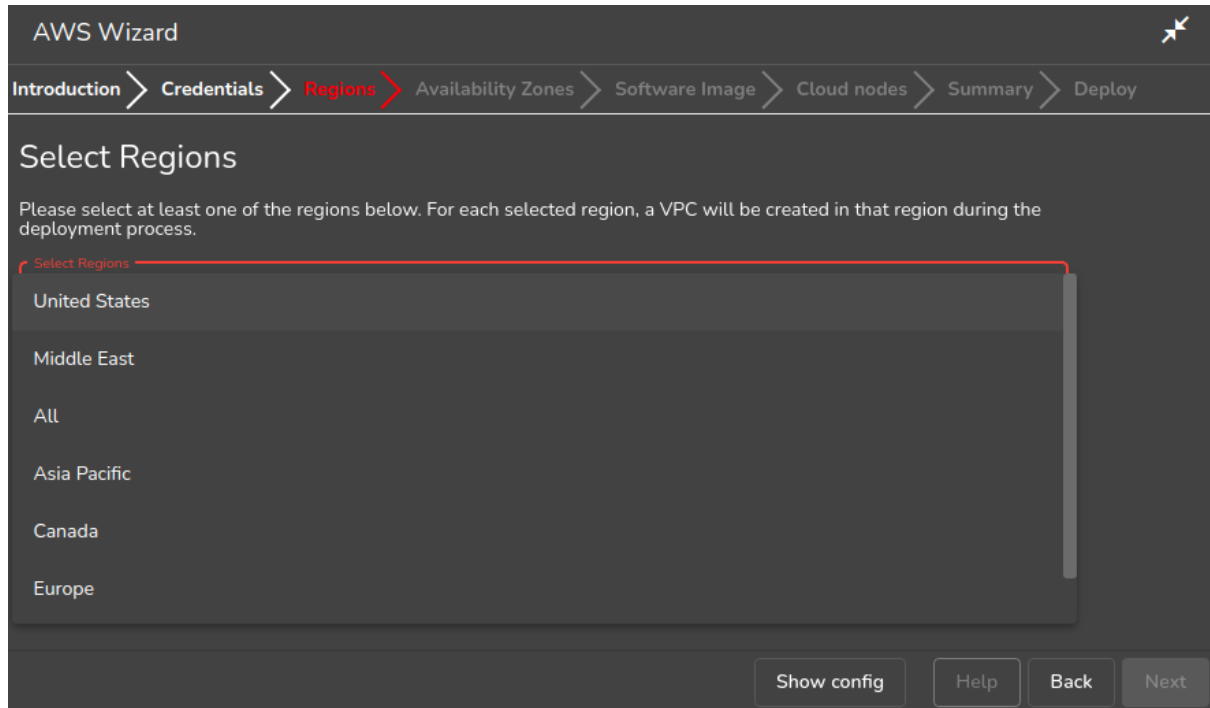 AWS Wizard
Introduction Credentials Regions Availability Zones Software Image Cloud nodes Summary Deploy
Select Regions
Please select at least one of the regions below. For each selected region, a VPC will be created in that region during the
deployment process.
Select Regions
United States
Middle East
All
Asia Pacific
Canada
Europe
Show config Help Back Next